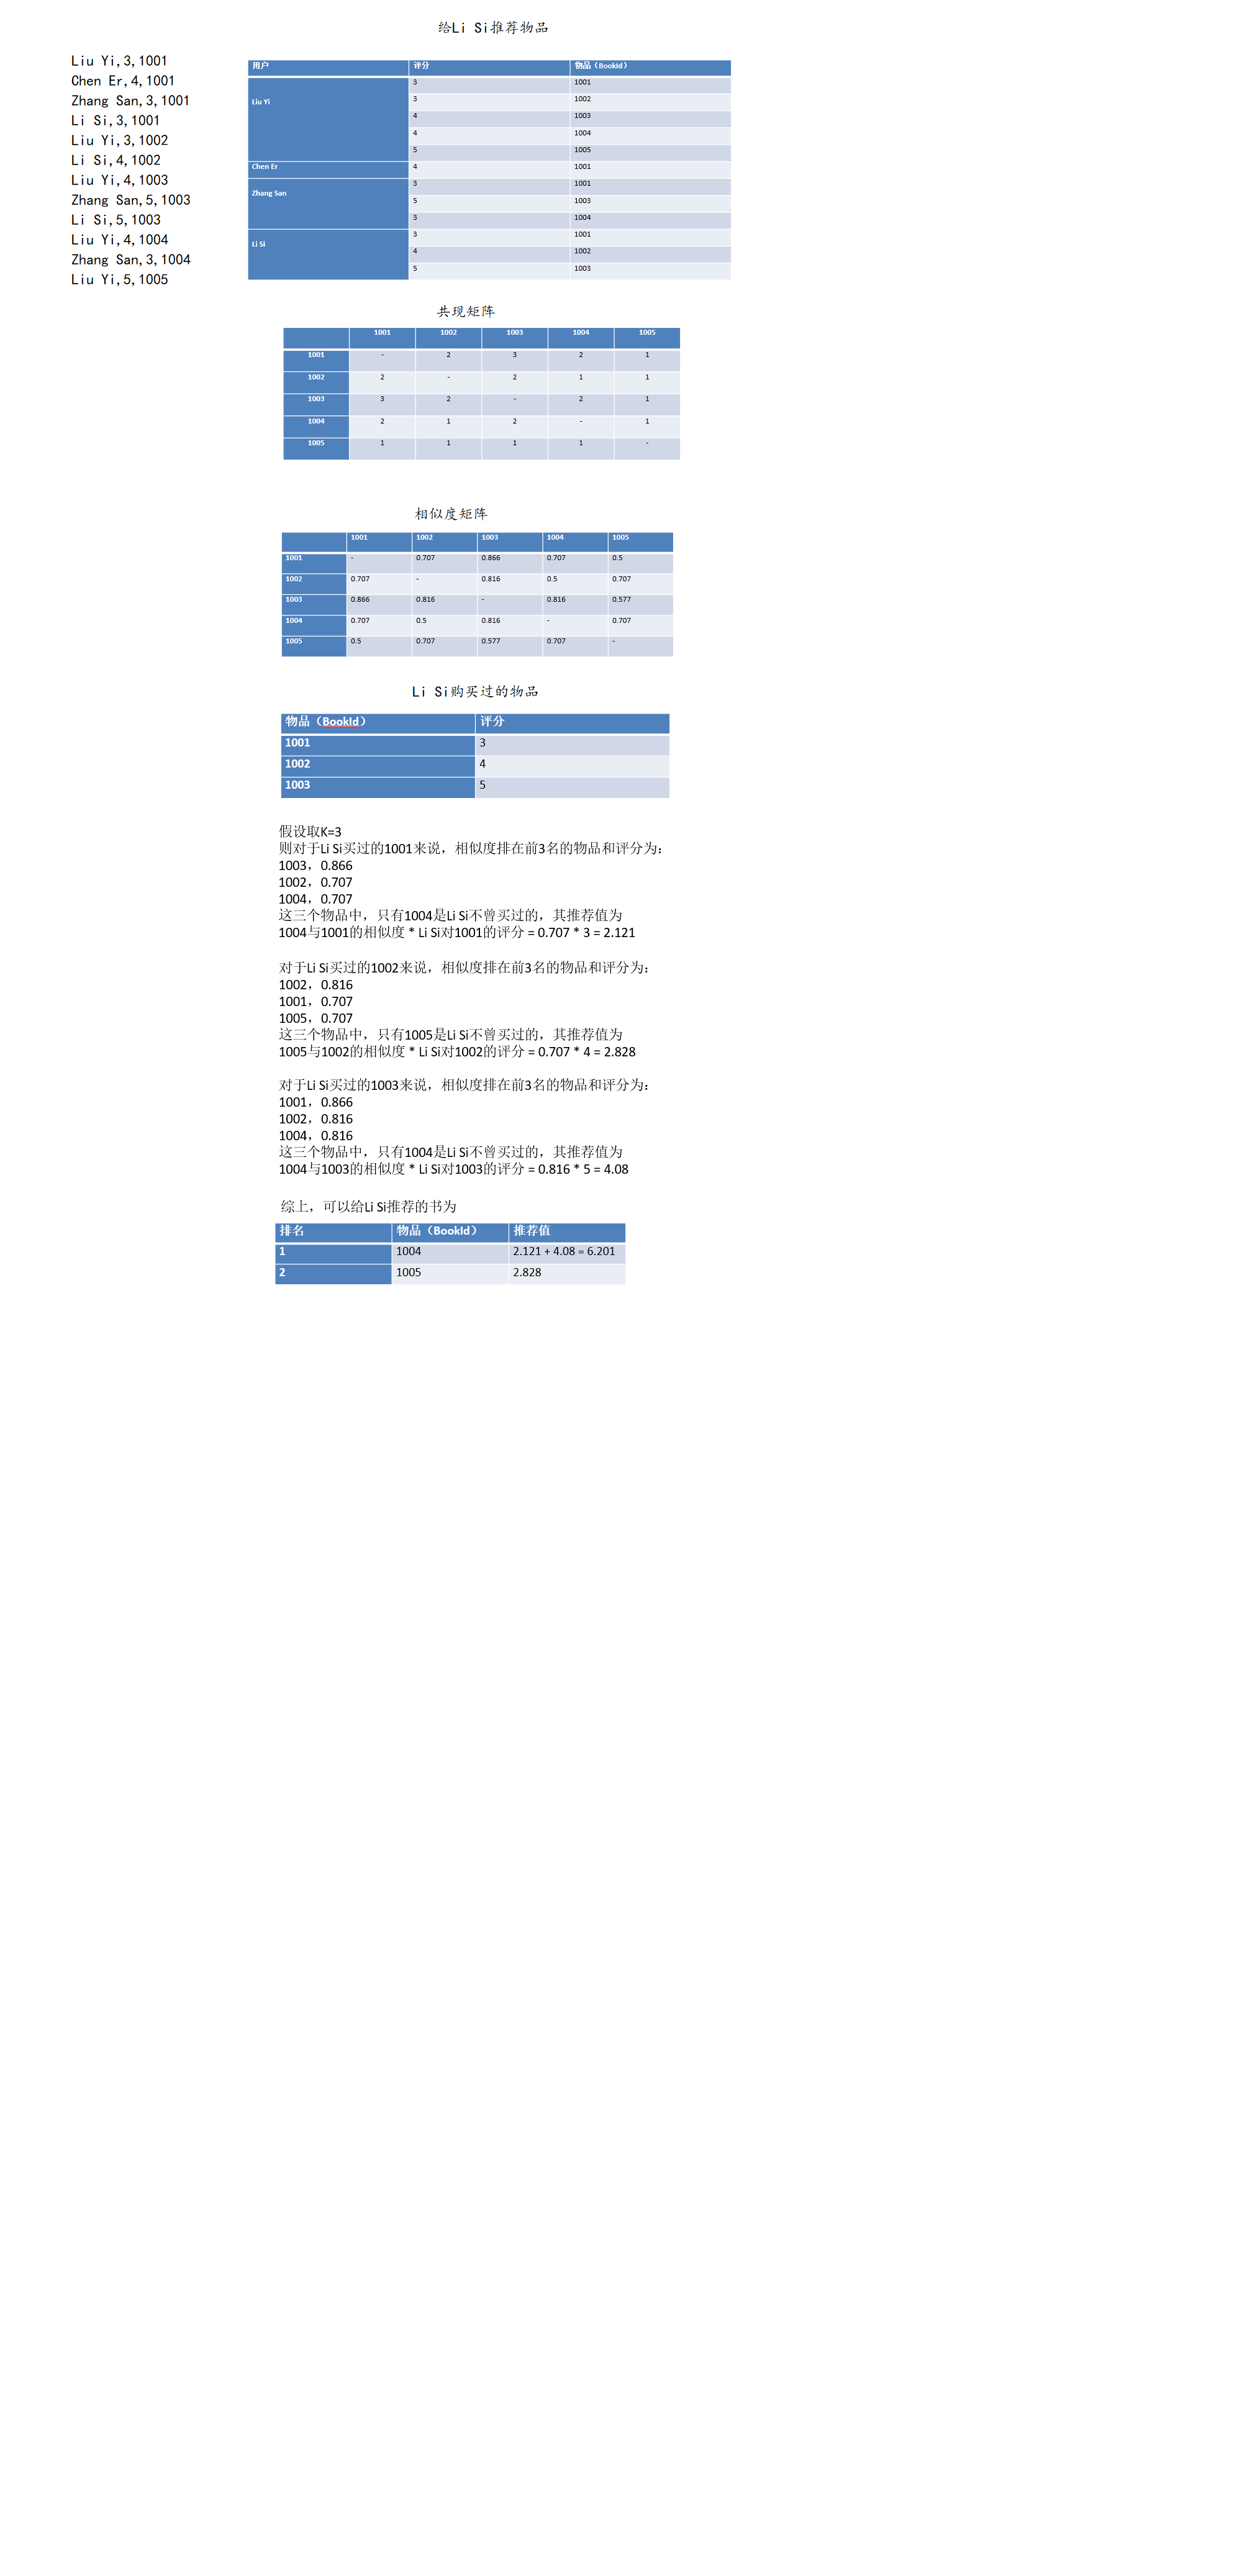 给Li Si推荐物品
Liu Yi,3,1001
Chen Er,4,1001
Zhang San,3,1001
Li Si,3,1001
Liu Yi,3,1002
Li Si,4,1002
Liu Yi,4,1003
Zhang San,5,1003
Li Si,5,1003
Liu Yi,4,1004
Zhang San,3,1004
Liu Yi,5,1005
用户 评分 物品（BookId）
Liu Yi 3 1001
3 1002
4 1003
4 1004
5 1005
Chen Er 4 1001
Zhang San 3 1001
5 1003
3 1004
Li Si 3 1001
4 1002
5 1003
共现矩阵
1001 1002 1003 1004 1005
1001 - 2 3 2 1
1002 2 - 2 1 1
1003 3 2 - 2 1
1004 2 1 2 - 1
1005 1 1 1 1 -
相似度矩阵
1001 1002 1003 1004 1005
1001 - 0.707 0.866 0.707 0.5
1002 0.707 - 0.816 0.5 0.707
1003 0.866 0.816 - 0.816 0.577
1004 0.707 0.5 0.816 - 0.707
1005 0.5 0.707 0.577 0.707 -
Li Si购买过的物品
物品（BookId） 评分
1001 3
1002 4
1003 5
假设取K=3
则对于Li Si买过的1001来说，相似度排在前3名的物品和评分为：
1003，0.866
1002，0.707
1004，0.707
这三个物品中，只有1004是Li Si不曾买过的，其推荐值为
1004与1001的相似度 * Li Si对1001的评分 = 0.707 * 3 = 2.121
对于Li Si买过的1002来说，相似度排在前3名的物品和评分为：
1002，0.816
1001，0.707
1005，0.707
这三个物品中，只有1005是Li Si不曾买过的，其推荐值为
1005与1002的相似度 * Li Si对1002的评分 = 0.707 * 4 = 2.828
对于Li Si买过的1003来说，相似度排在前3名的物品和评分为：
1001，0.866
1002，0.816
1004，0.816
这三个物品中，只有1004是Li Si不曾买过的，其推荐值为
1004与1003的相似度 * Li Si对1003的评分 = 0.816 * 5 = 4.08
综上，可以给Li Si推荐的书为
排名 物品（BookId） 推荐值
1 1004 2.121 + 4.08 = 6.201
2 1005 2.828